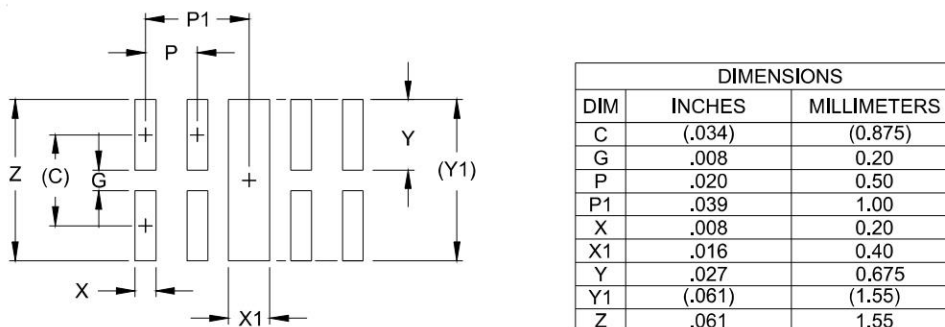 P1
P
Z
(C)
G
Y
(Y1)
X
X1
DIMENSIONS
DIM INCHES MILLIMETERS
C (.034) (0.875)
G .008 0.20
P .020 0.50
P1 .039 1.00
X .008 0.20
X1 .016 0.40
Y .027 0.675
Y1 (.061) (1.55)
Z .061 1.55